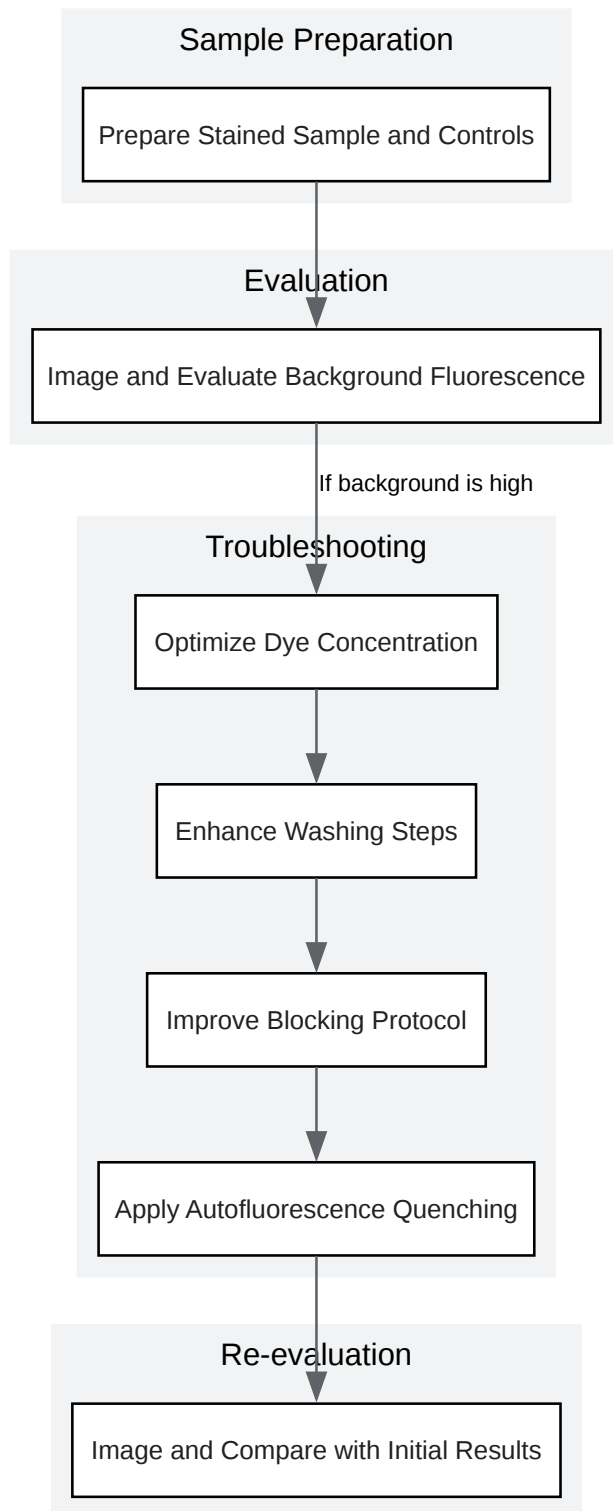 Sample Preparation
Prepare Stained Sample and Controls
Evaluation
Image and Evaluate Background Fluorescence
If background is high
Troubleshooting
Optimize Dye Concentration
Enhance Washing Steps
Improve Blocking Protocol
Apply Autofluorescence Quenching
Re-evaluation
Image and Compare with Initial Results